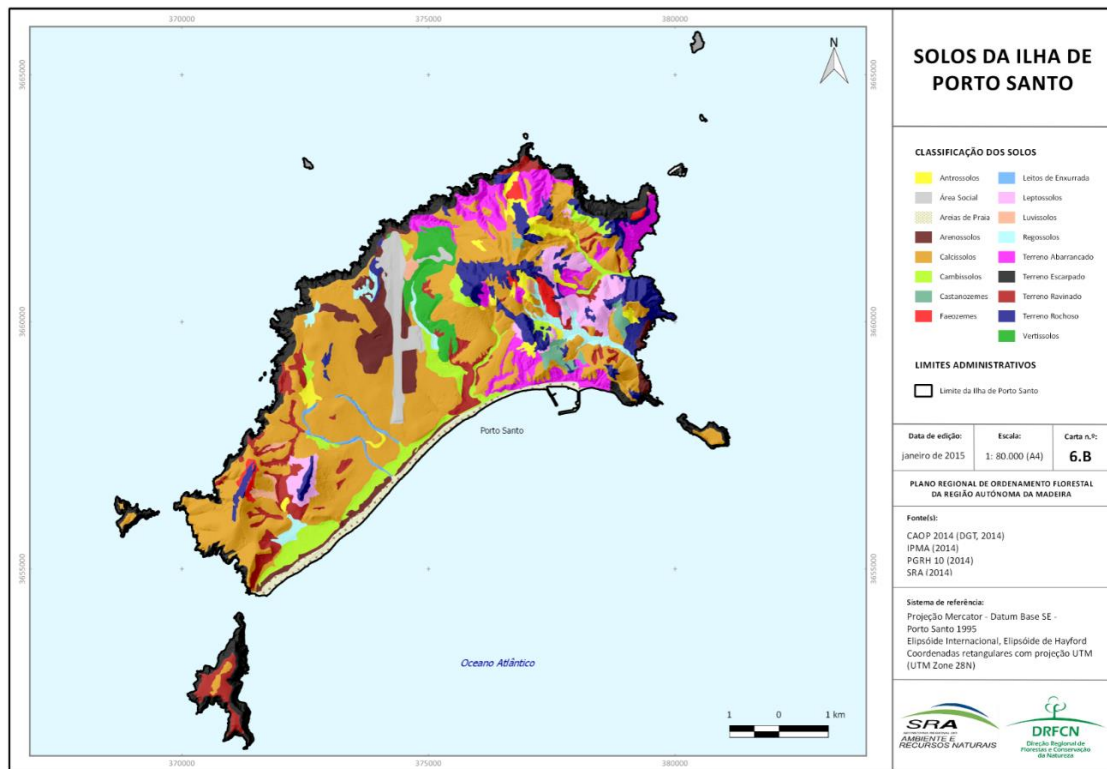 370000
375000
380000
3665000
3665000
N
3660000
3660000
Porto Santo
3655000
3655000
Oceano Atlântico
1 0 1 km
370000
375000
380000
SOLOS DA ILHA DE
PORTO SANTO
CLASSIFICAÇÃO DOS SOLOS
Antrossolos
Área Social
Areias de Praia
Arenossolos
Calcissolos
Cambissolos
Castanozemes
Faeozemes
Leitos de Enxurrada
Leptossolos
Luvissolos
Regossolos
Terreno Abarrancado
Terreno Escarpado
Terreno Ravinado
Terreno Rochoso
Vertissolos
LIMITES ADMINISTRATIVOS
Limite da Ilha de Porto Santo
Data de edição:
janeiro de 2015
Escala:
1: 80.000 (A4)
Carta n.º:
6.B
PLANO REGIONAL DE ORDENAMENTO FLORESTAL
DA REGIÃO AUTÓNOMA DA MADEIRA
Fonte(s):
CAOP 2014 (DGT, 2014)
IPMA (2014)
PGRH 10 (2014)
SRA (2014)
Sistema de referência:
Projeção Mercator - Datum Base SE -
Porto Santo 1995
Elipsóide Internacional, Elipsóide de Hayford
Coordenadas retangulares com projeção UTM
(UTM Zone 28N)
SRA
AMBIENTE E
RECURSOS NATURAIS
DRFCN
Direção Regional de
Florestas e Conservação
da Natureza